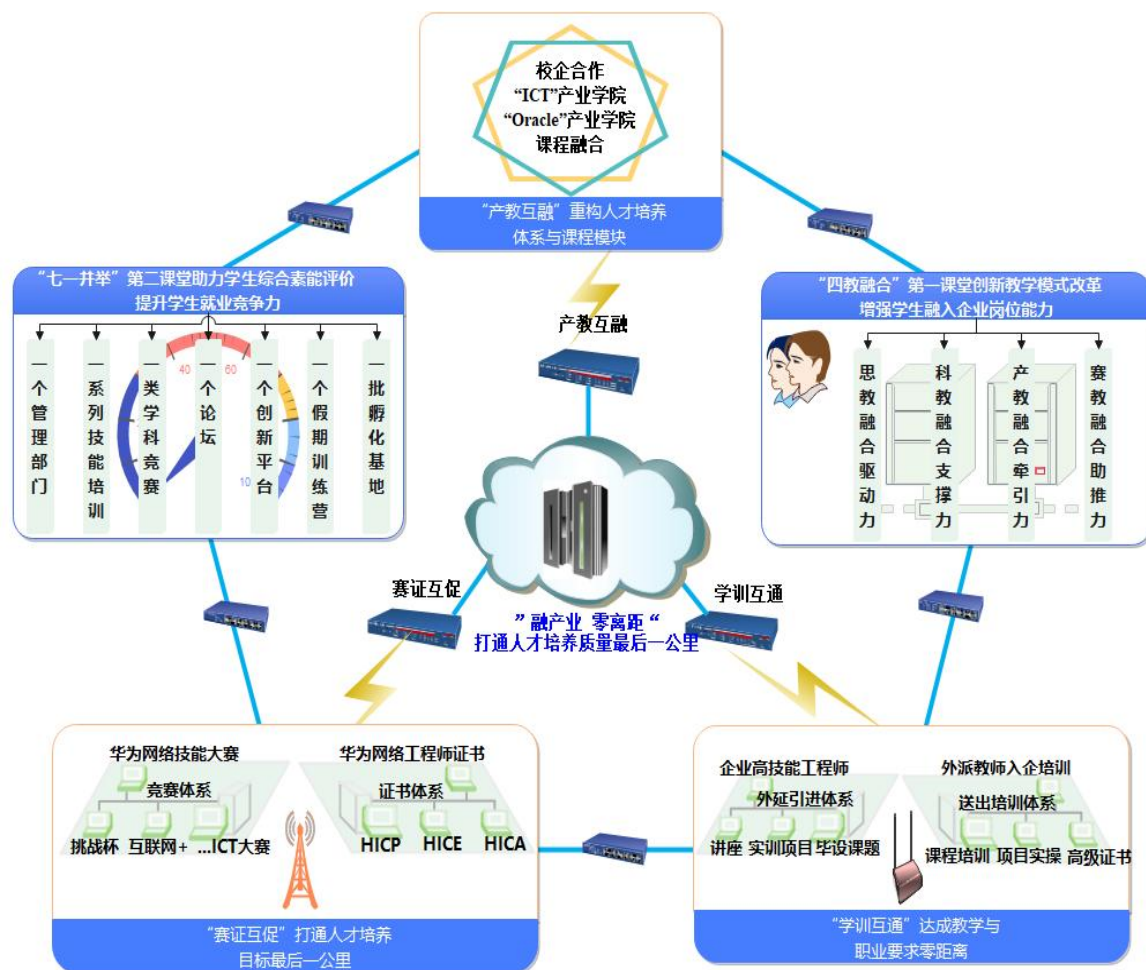 校企合作
“ICT”产业学院
“Oracle”产业学院
课程融合
“产教互融”重构人才培养
体系与课程模块
“七一并举”第二课堂助力学生综合素能评价
提升学生就业竞争力
一个管理部门
一系列技能培训
一类学科竞赛
一个论坛
一个创新平台
一个假期训练营
一批孵化基地
40
60
10
“四教融合”第一课堂创新教学模式改革
增强学生融入企业岗位能力
思教融合驱动力
科教融合支撑力
产教融合牵引力
赛教融合助推力
产教互融
赛证互促
学训互通
”融产业 零离距“
打通人才培养质量最后一公里
华为网络技能大赛
竞赛体系
挑战杯 互联网+ ...ICT大赛
华为网络工程师证书
证书体系
HICP HICE HICA
“赛证互促”打通人才培养
目标最后一公里
企业高技能工程师
外延引进体系
讲座 实训项目 毕设课题
外派教师入企培训
送出培训体系
课程培训 项目实操 高级证书
“学训互通”达成教学与
职业要求零距离